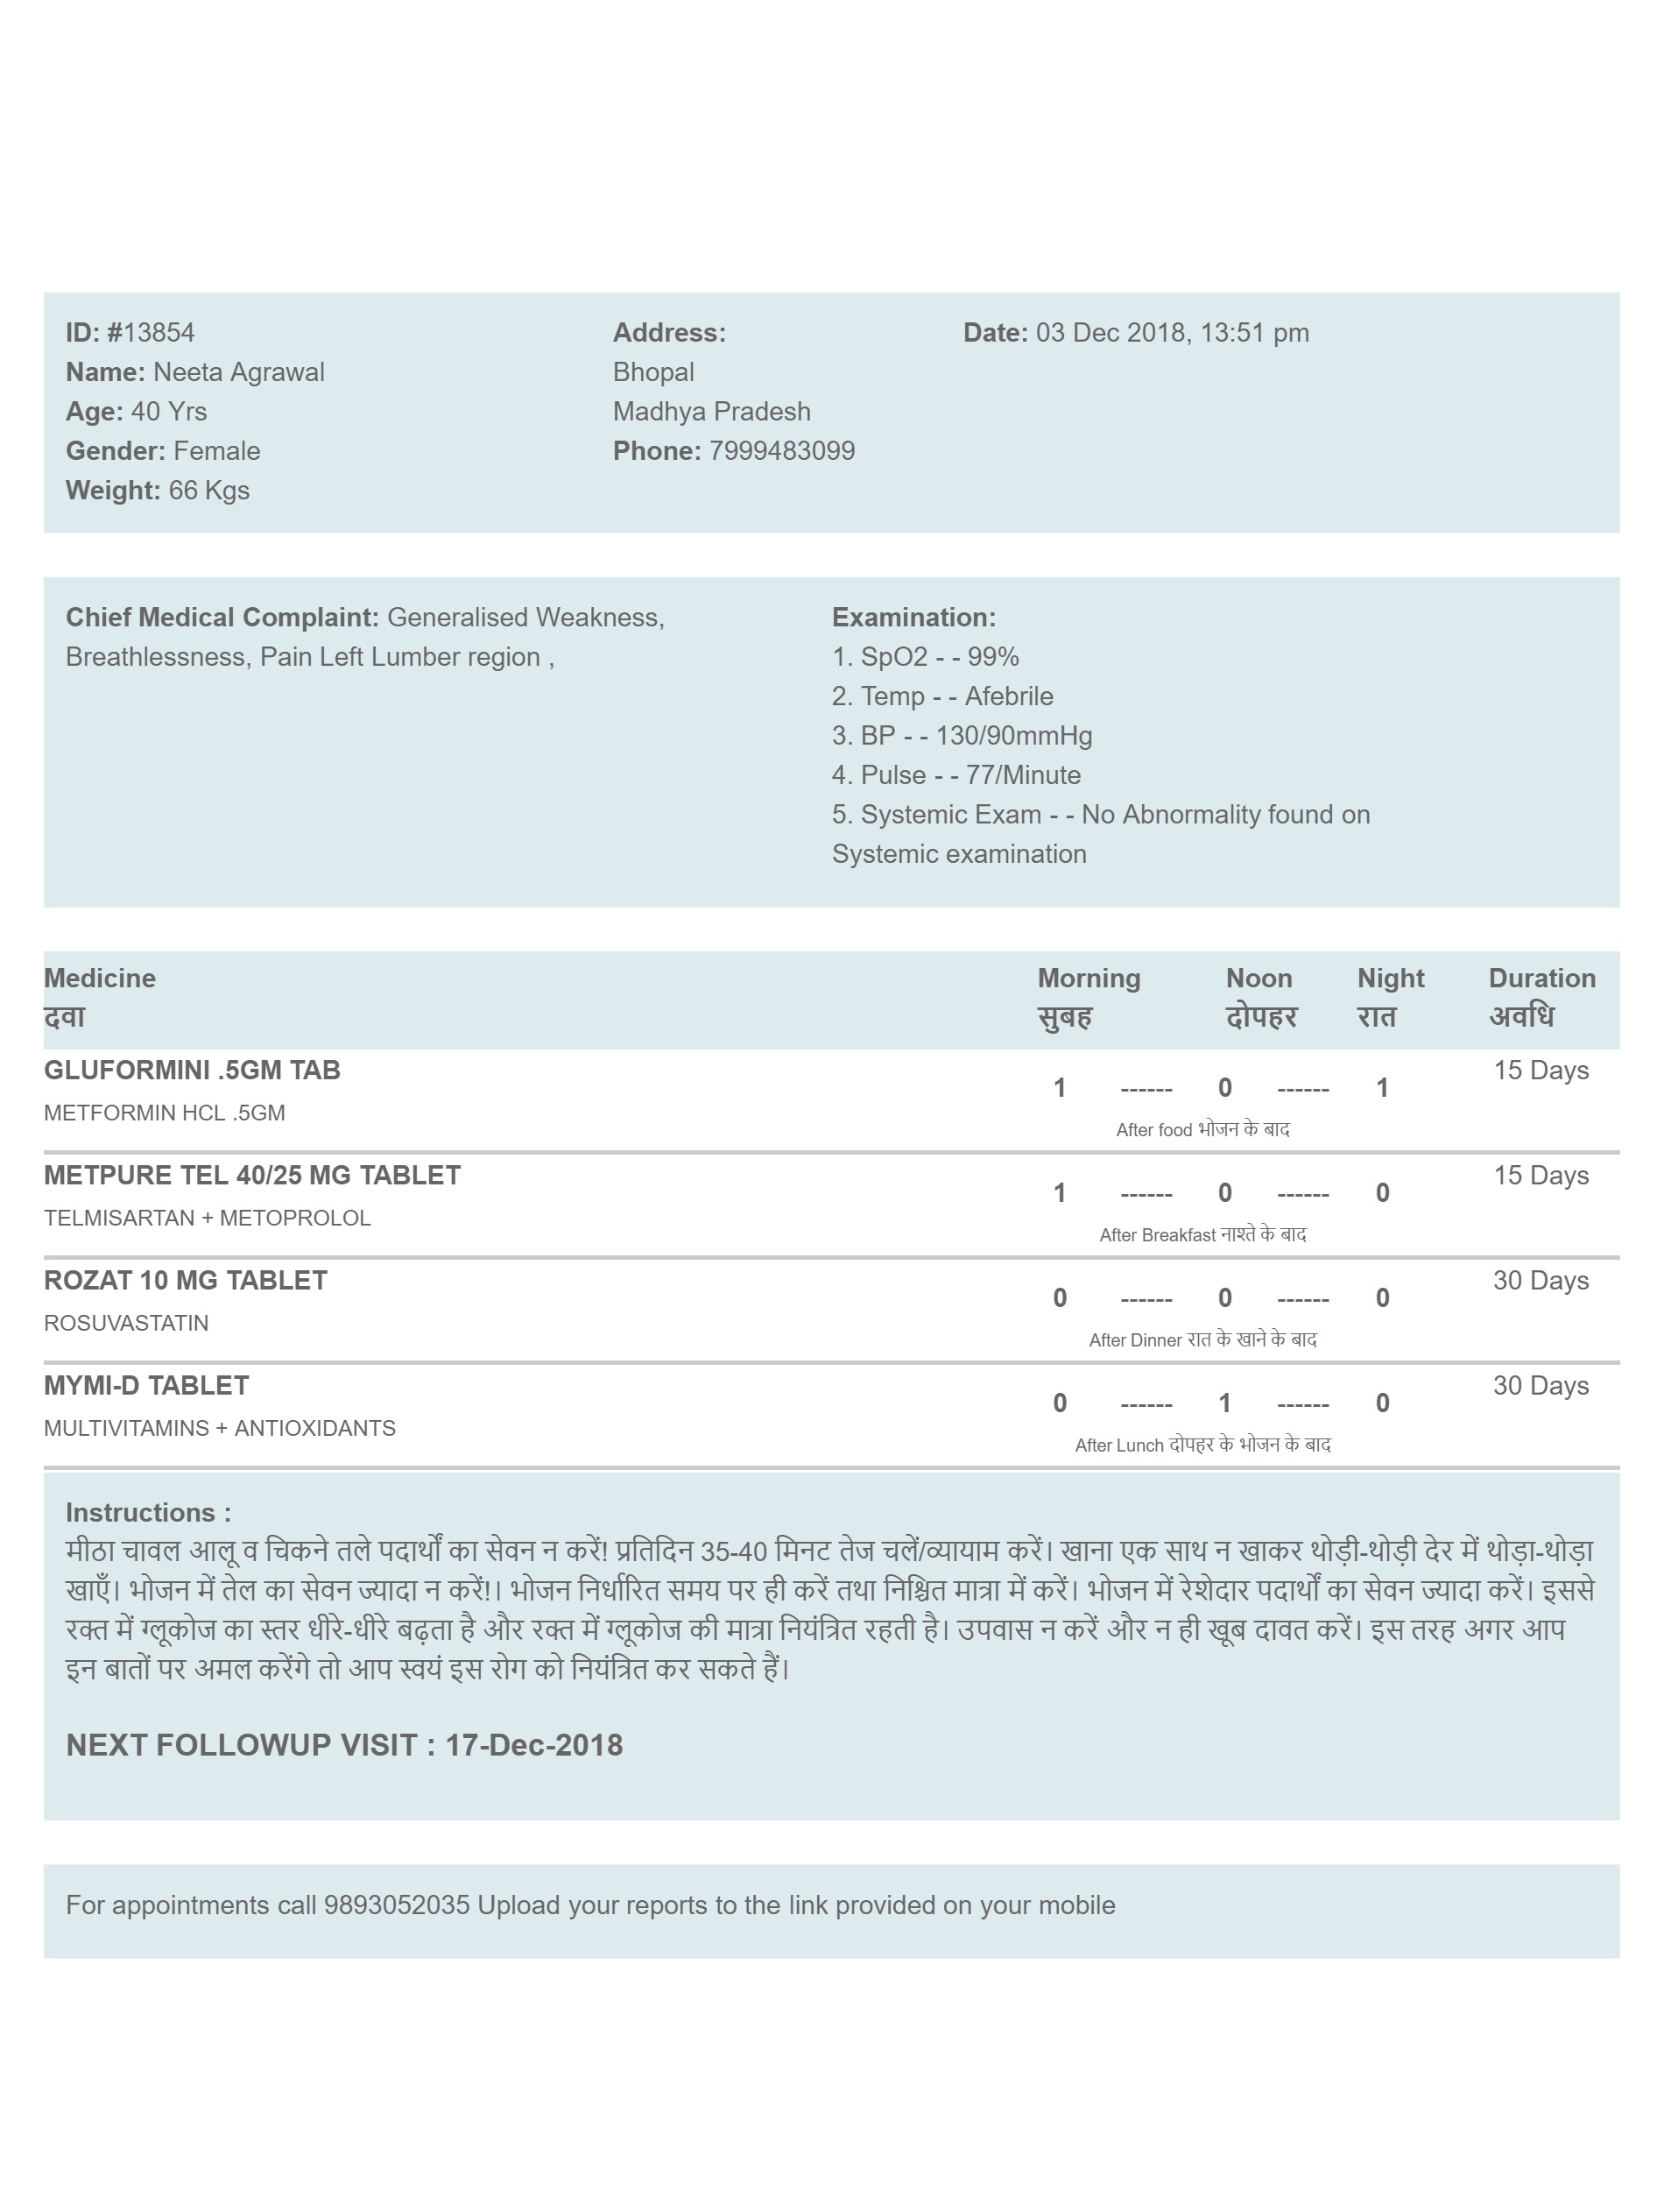 ID: #13854
Name: Neeta Agrawal
Age: 40 Yrs
Gender: Female
Weight: 66 Kgs
Address:
Bhopal
Madhya Pradesh
Phone: 7999483099
Date: 03 Dec 2018, 13:51 pm
Chief Medical Complaint: Generalised Weakness,
Breathlessness, Pain Left Lumber region ,
Examination:
1. SpO2 - - 99%
2. Temp - - Afebrile
3. BP - - 130/90mmHg
4. Pulse - - 77/Minute
5. Systemic Exam - - No Abnormality found on
Systemic examination
Medicine Morning Noon Night Duration
दवा सुबह दोपहर रात अवधि
GLUFORMINI .5GM TAB 15 Days
1 ------ 0 ------ 1
METFORMIN HCL .5GM
After food भोजन के बाद
METPURE TEL 40/25 MG TABLET 15 Days
1 ------ 0 ------ 0
TELMISARTAN + METOPROLOL
After Breakfast नाश्ते के बाद
ROZAT 10 MG TABLET 30 Days
0 ------ 0 ------ 0
ROSUVASTATIN
After Dinner रात के खाने के बाद
MYMI-D TABLET 30 Days
0 ------ 1 ------ 0
MULTIVITAMINS + ANTIOXIDANTS
After Lunch दोपहर के भोजन के बाद
Instructions :
मीठा चावल आलू व चिकने तले पदार्थों का सेवन न करें! प्रतिदिन 35-40 मिनट तेज चलें/व्यायाम करें। खाना एक साथ न खाकर थोड़ी-थोड़ी देर में थोड़ा-थोड़ा
खाएँ। भोजन में तेल का सेवन ज्यादा न करें!। भोजन निर्धारित समय पर ही करें तथा निश्चित मात्रा में करें। भोजन में रेशेदार पदार्थों का सेवन ज्यादा करें। इससे
रक्त में ग्लूकोज का स्तर धीरे-धीरे बढ़ता है और रक्त में ग्लूकोज की मात्रा नियंत्रित रहती है। उपवास न करें और न ही खूब दावत करें। इस तरह अगर आप
इन बातों पर अमल करेंगे तो आप स्वयं इस रोग को नियंत्रित कर सकते हैं।
NEXT FOLLOWUP VISIT : 17-Dec-2018
For appointments call 9893052035 Upload your reports to the link provided on your mobile